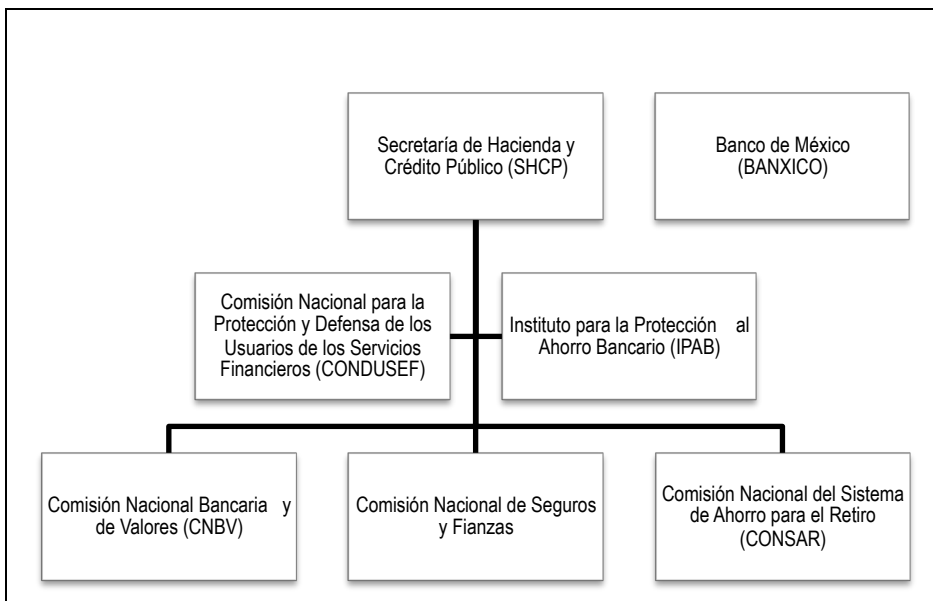 Secretaría de Hacienda y
Crédito Público (SHCP)
Banco de México
(BANXICO)
Comisión Nacional para la
Protección y Defensa de los
Usuarios de los Servicios
Financieros (CONDUSEF)
Instituto para la Protección al
Ahorro Bancario (IPAB)
Comisión Nacional Bancaria y
de Valores (CNBV)
Comisión Nacional de Seguros
y Fianzas
Comisión Nacional del Sistema
de Ahorro para el Retiro
(CONSAR)